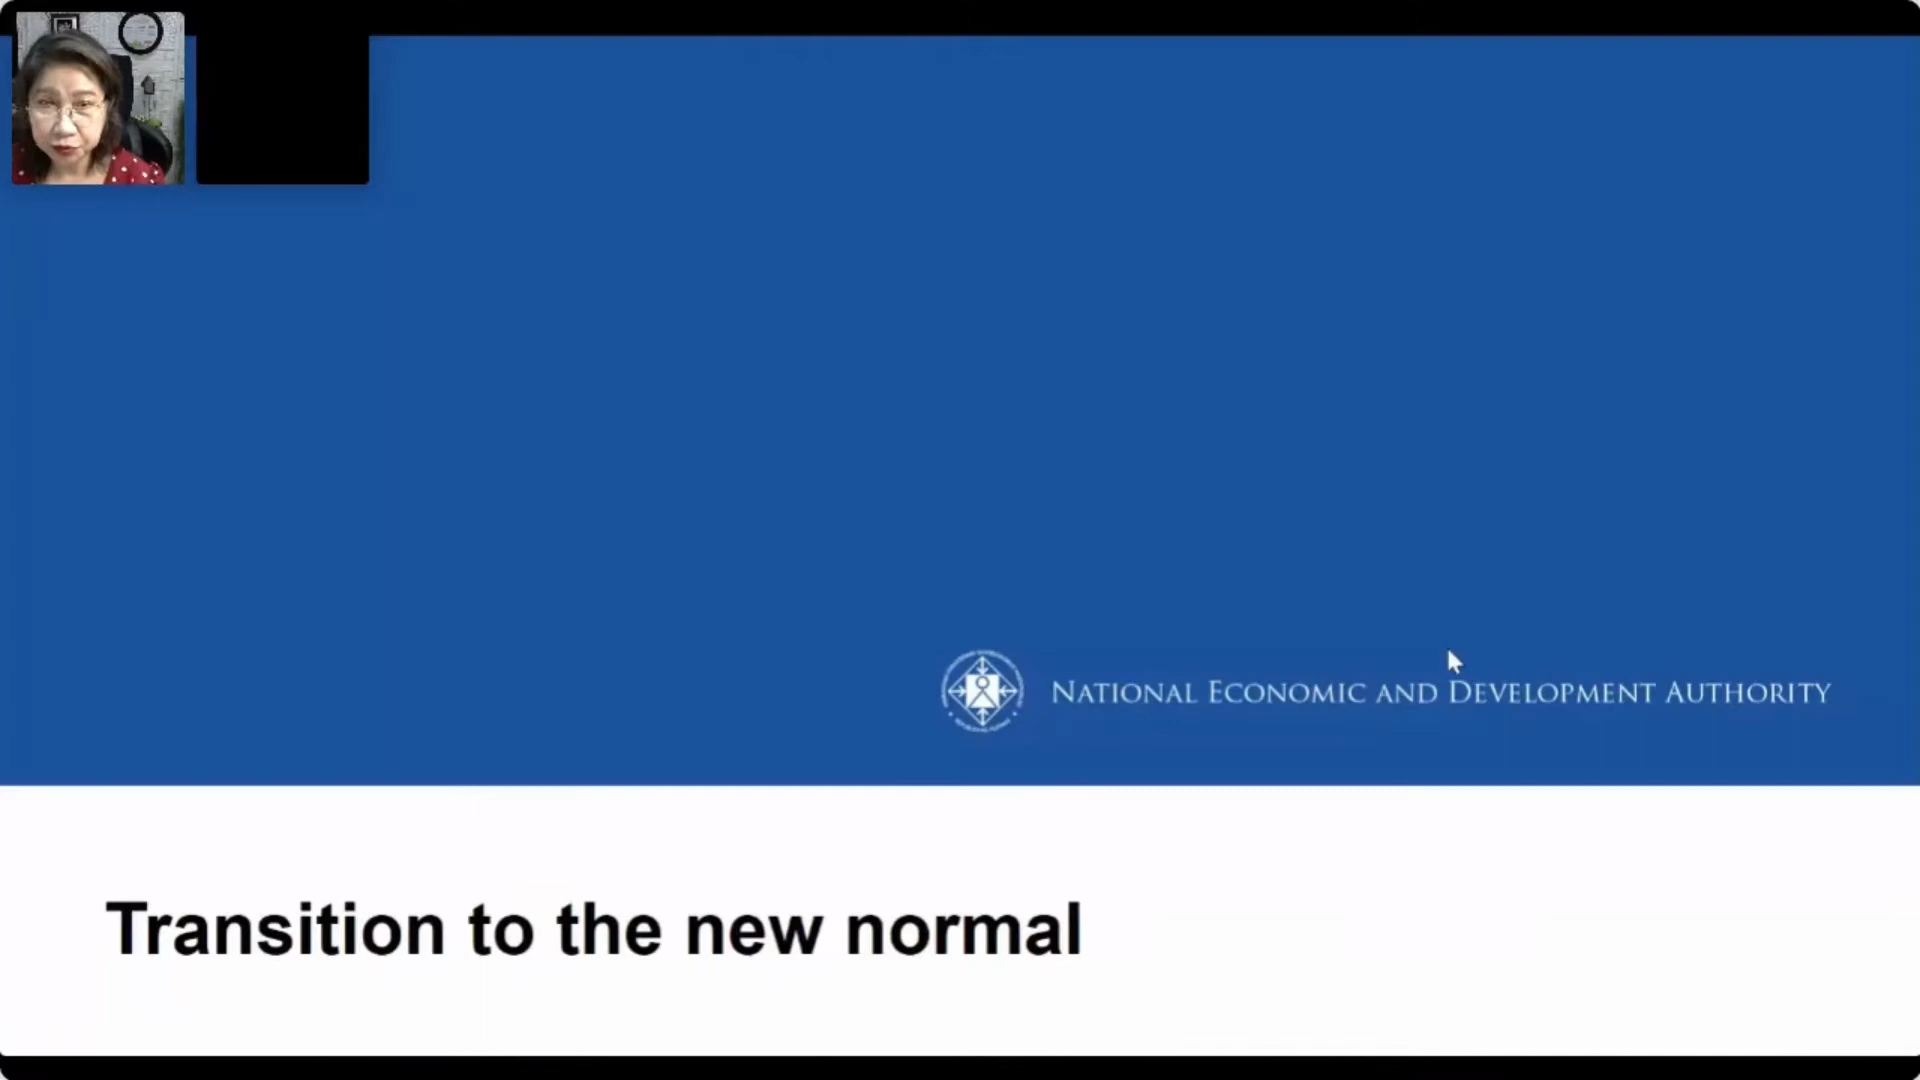 NATIONAL ECONOMIC AND DEVELOPMENT AUTHORITY
Transition to the new normal